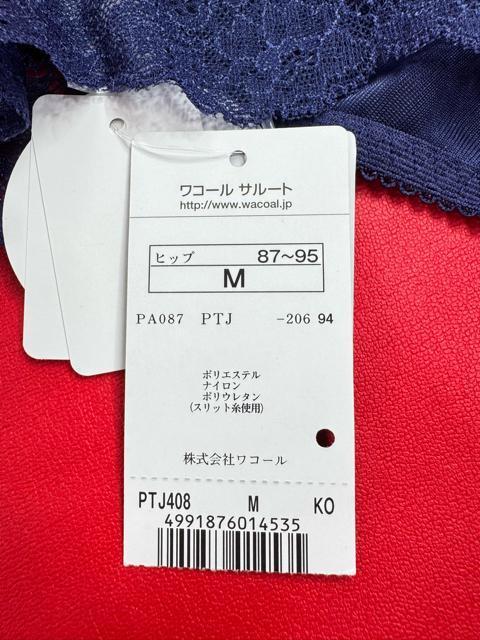 ワコール サルート
http://www.wacoal.jp
ヒップ 87〜95
M
PA087 PTJ -206 94
ポリエステル
ナイロン
ポリウレタン
(スリット糸使用)
株式会社ワコール
PTJ408 M KO
4991876014535